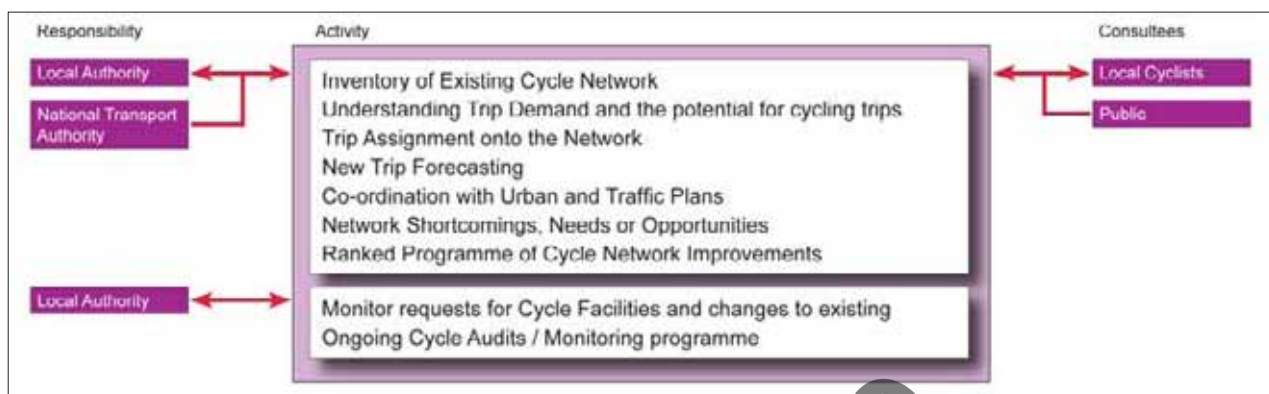 Responsibility
Activity
Consultees
Local Authority
National Transport
Authority
Inventory of Existing Cycle Network
Understanding Trip Demand and the potential for cycling trips
Trip Assignment onto the Network
New Trip Forecasting
Co-ordination with Urban and Traffic Plans
Network Shortcomings, Needs or Opportunities
Ranked Programme of Cycle Network Improvements
Local Cyclists
Public
Local Authority
Monitor requests for Cycle Facilities and changes to existing
Ongoing Cycle Audits / Monitoring programme